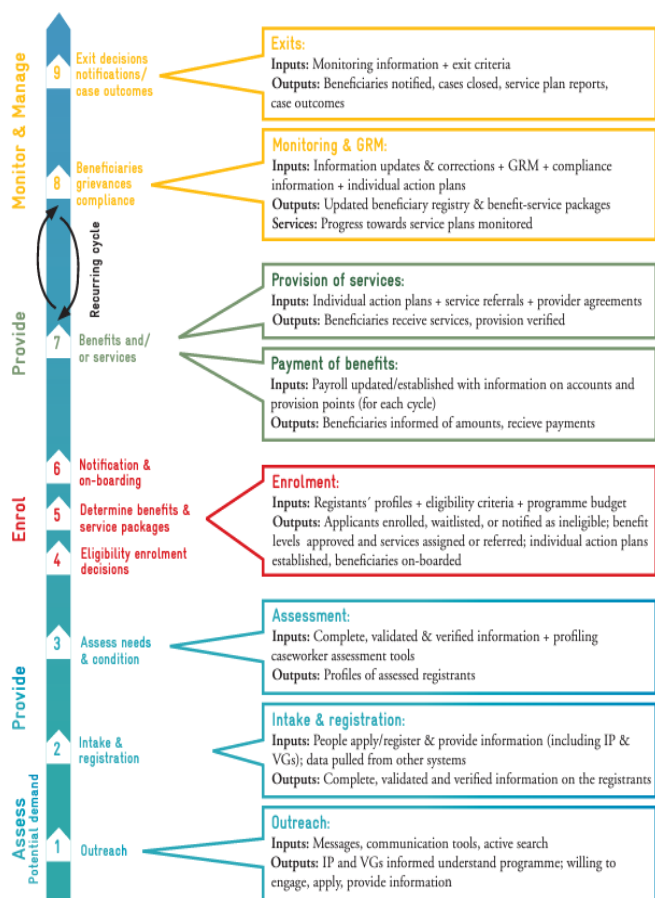 Monitor & Manage
9
Exit decisions
notifications/
case outcomes
Exits:
Inputs: Monitoring information + exit criteria
Outputs: Beneficiaries notified, cases closed, service plan reports,
case outcomes
8
Beneficiaries
grievances
compliance
Monitoring & GRM:
Inputs: Information updates & corrections + GRM + compliance
information + individual action plans
Outputs: Updated beneficiary registry & benefit-service packages
Services: Progress towards service plans monitored
Recurring cycle
Provide
7
Benefits and/
or services
Provision of services:
Inputs: Individual action plans + service referrals + provider agreements
Outputs: Beneficiaries receive services, provision verified
Payment of benefits:
Inputs: Payroll updated/established with information on accounts and
provision points (for each cycle)
Outputs: Beneficiaries informed of amounts, recieve payments
Enrol
6
Notification &
on-boarding
5
Determine benefits &
service packages
4
Eligibility enrolment
decisions
Enrolment:
Inputs: Registants´ profiles + eligibility criteria + programme budget
Outputs: Applicants enrolled, waitlisted, or notified as ineligible; benefit
levels approved and services assigned or referred; individual action plans
established, beneficiaries on-boarded
Provide
3
Assess needs
& condition
Assessment:
Inputs: Complete, validated & verified information + profiling
caseworker assessment tools
Outputs: Profiles of assessed registrants
2
Intake &
registration
Intake & registration:
Inputs: People apply/register & provide information (including IP &
VGs); data pulled from other systems
Outputs: Complete, validated and verified information on the registrants
Assess
Potential demand
1
Outreach
Outreach:
Inputs: Messages, communication tools, active search
Outputs: IP and VGs informed understand programme; willing to
engage, apply, provide information